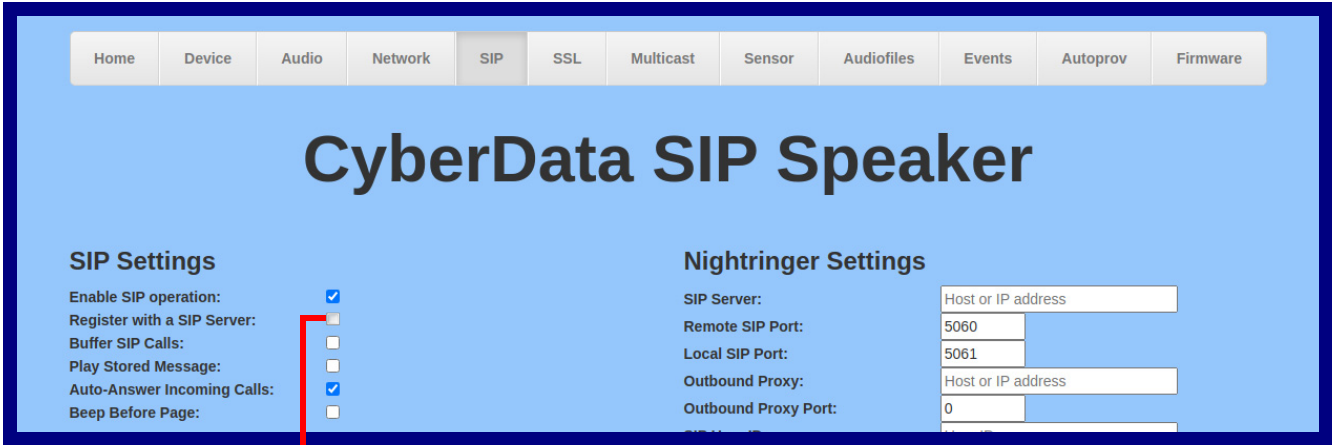 Home Device Audio Network SIP SSL Multicast Sensor Audiofiles Events Autoprov Firmware
CyberData SIP Speaker
SIP Settings
Enable SIP operation:
Register with a SIP Server:
Buffer SIP Calls:
Play Stored Message:
Auto-Answer Incoming Calls:
Beep Before Page:
Nightringer Settings
SIP Server: Host or IP address
Remote SIP Port: 5060
Local SIP Port: 5061
Outbound Proxy: Host or IP address
Outbound Proxy Port: 0